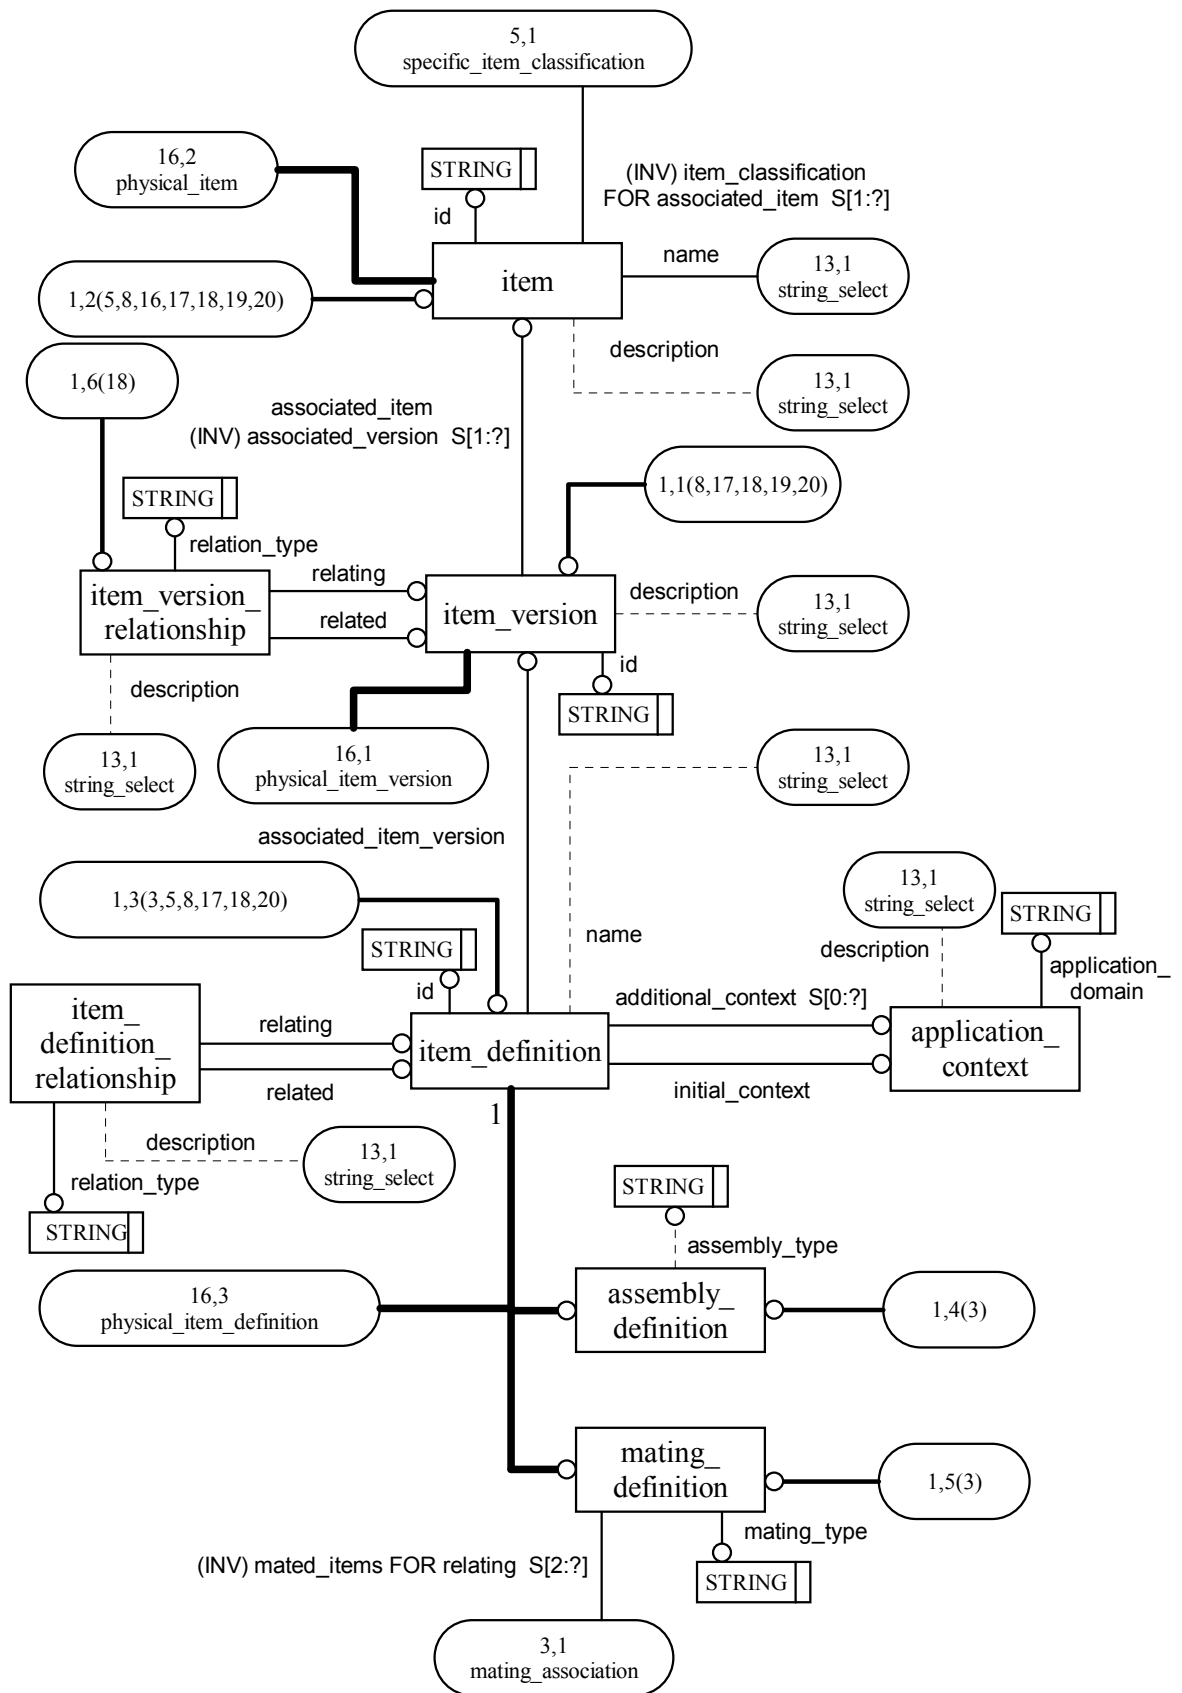 5,1
specific_item_classification
16,2
physical_item
STRING
id
(INV) item_classification
FOR associated_item S[1:?]
item
name
13,1
string_select
1,2(5,8,16,17,18,19,20)
description
13,1
string_select
1,6(18)
associated_item
(INV) associated_version S[1:?]
1,1(8,17,18,19,20)
STRING
relation_type
item_version_
relationship
relating
related
item_version
description
13,1
string_select
id
STRING
description
13,1
string_select
16,1
physical_item_version
13,1
string_select
associated_item_version
1,3(3,5,8,17,18,20)
STRING
id
name
13,1
string_select
description
STRING
application_
domain
item_
definition_
relationship
relating
related
item_definition
additional_context S[0:?]
initial_context
application_
context
1
description
13,1
string_select
relation_type
STRING
STRING
assembly_type
16,3
physical_item_definition
assembly_
definition
1,4(3)
mating_
definition
1,5(3)
mating_type
STRING
(INV) mated_items FOR relating S[2:?]
3,1
mating_association